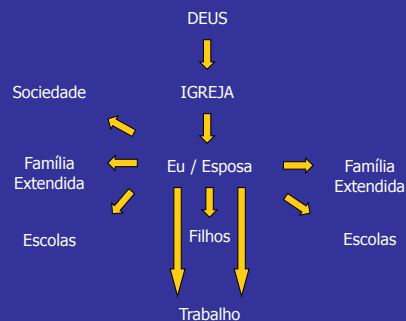 DEUS
Sociedade
IGREJA
Família
Extendida
Eu / Esposa
Família
Extendida
Escolas
Filhos
Escolas
Trabalho